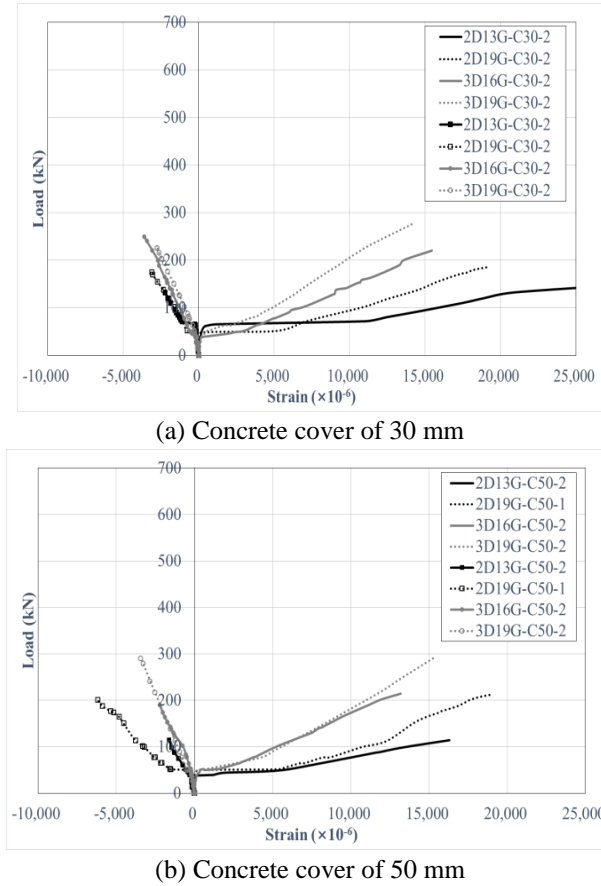 700
600
500
400
300
200
100
0
Load (kN)
2D13G-C30-2
2D19G-C30-2
3D16G-C30-2
3D19G-C30-2
2D13G-C30-2
2D19G-C30-2
3D16G-C30-2
3D19G-C30-2
-10,000 -5,000 0 5,000 10,000 15,000 20,000 25,000
Strain (×10-6)
(a) Concrete cover of 30 mm
700
600
500
400
300
200
100
0
Load (kN)
2D13G-C50-2
2D19G-C50-1
3D16G-C50-2
3D19G-C50-2
2D13G-C50-2
2D19G-C50-1
3D16G-C50-2
3D19G-C50-2
-10,000 -5,000 0 5,000 10,000 15,000 20,000 25,000
Strain (×10-6)
(b) Concrete cover of 50 mm